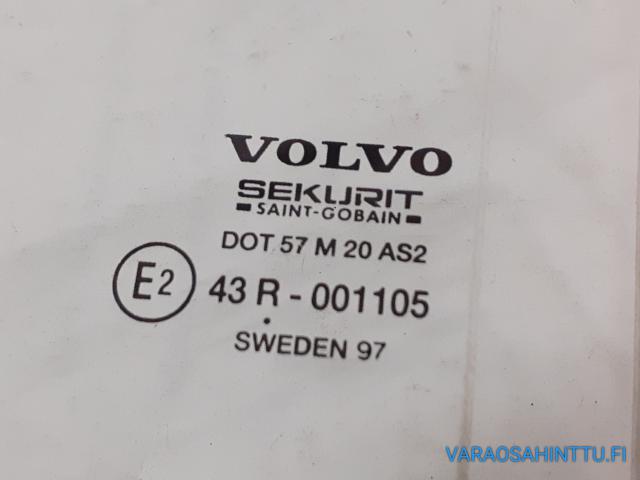 VOLVO
SEKURIT
SAINT-GOBAIN
DOT 57 M 20 AS2
E2 43 R - 001105
SWEDEN 97
VARAOSAHINTTU.FI